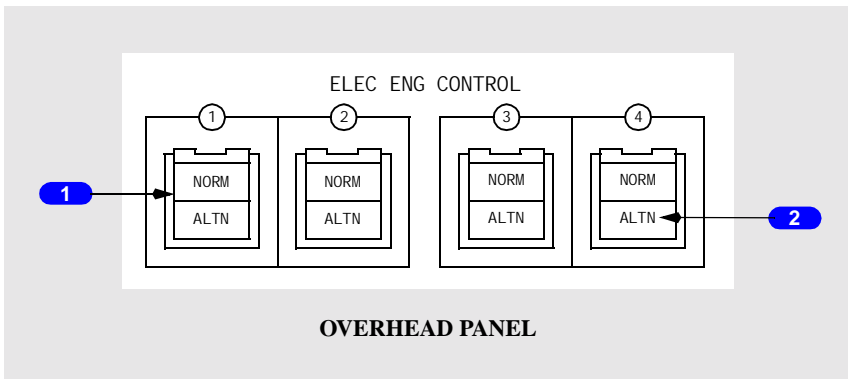 ELEC ENG CONTROL
1 2 3 4
NORM NORM NORM NORM
1
ALTN ALTN ALTN ALTN
2
OVERHEAD PANEL